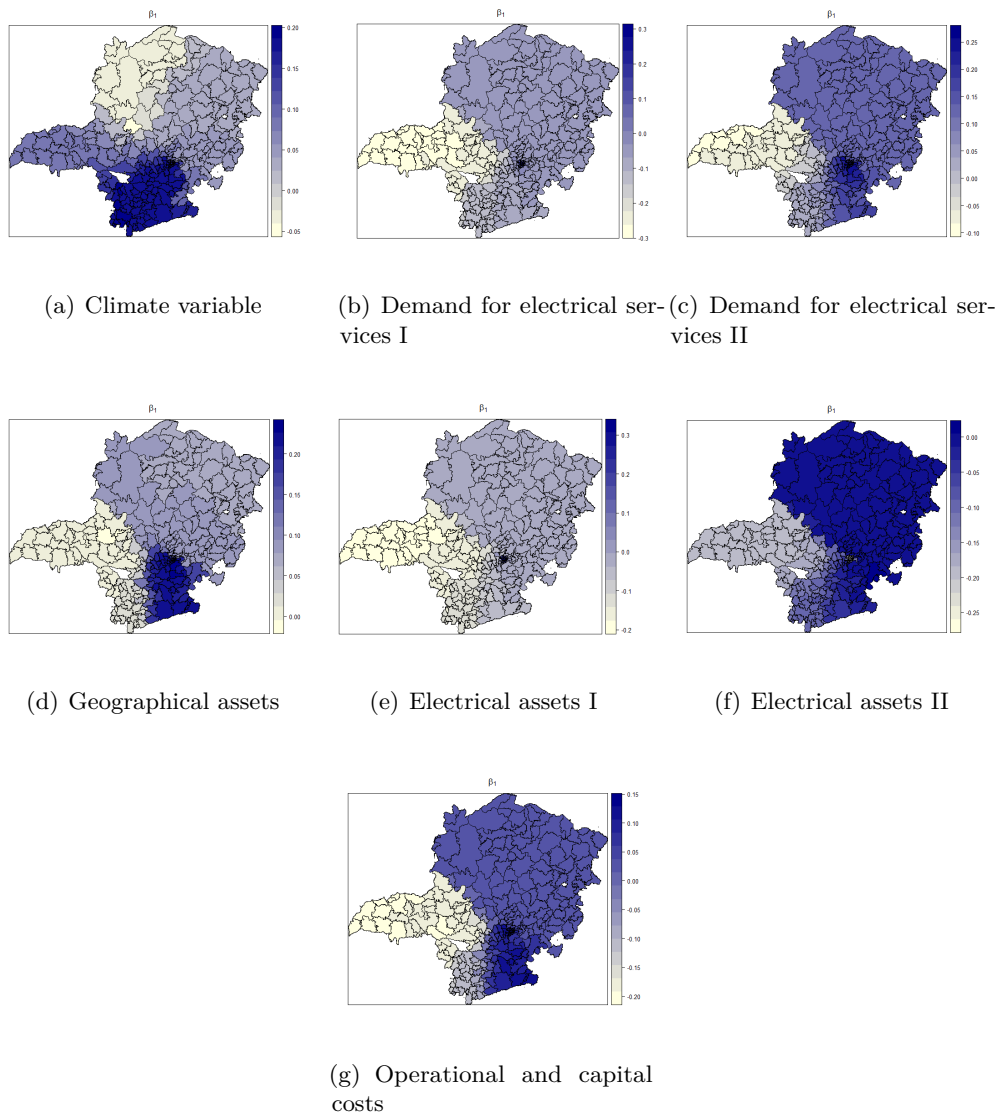 β1
0.20
0.15
0.10
0.05
0.00
-0.05
(a) Climate variable
β1
0.3
0.2
0.1
0.0
-0.1
-0.2
-0.3
(b) Demand for electrical ser-
vices I
β1
0.25
0.20
0.15
0.10
0.05
0.00
-0.05
-0.10
(c) Demand for electrical ser-
vices II
β1
0.20
0.15
0.10
0.05
0.00
(d) Geographical assets
β1
0.3
0.2
0.1
0.0
-0.1
-0.2
(e) Electrical assets I
β1
0.00
-0.05
-0.10
-0.15
-0.20
-0.25
(f) Electrical assets II
β1
0.15
0.10
0.05
0.00
-0.05
-0.10
-0.15
-0.20
(g) Operational and capital
costs